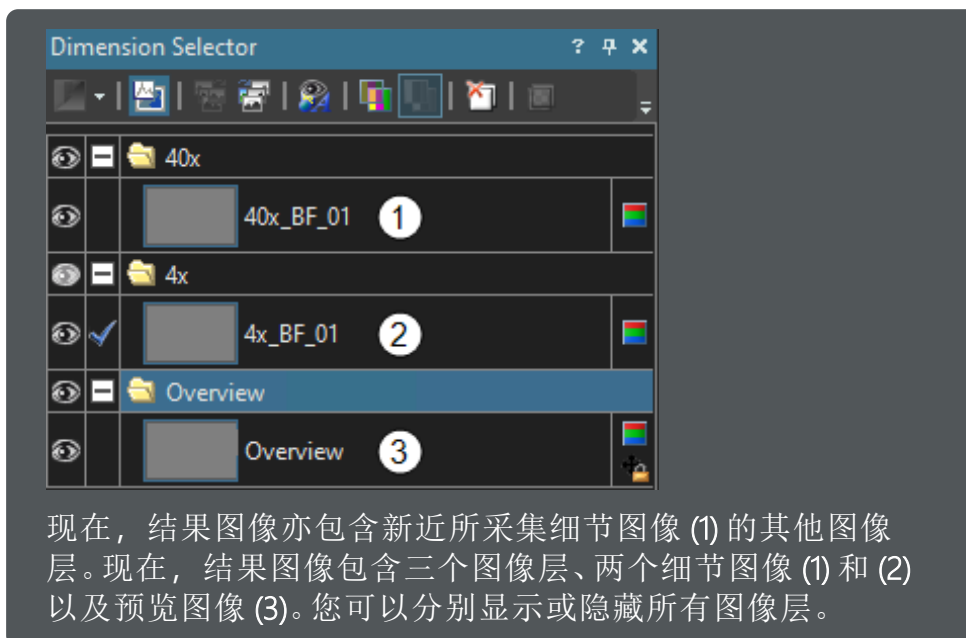 Dimension Selector
40x
40x_BF_01 1
4x
4x_BF_01 2
Overview
Overview 3
现在，结果图像亦包含新近所采集细节图像 (1) 的其他图像
层。现在，结果图像包含三个图像层、两个细节图像 (1) 和 (2)
以及预览图像 (3)。您可以分别显示或隐藏所有图像层。